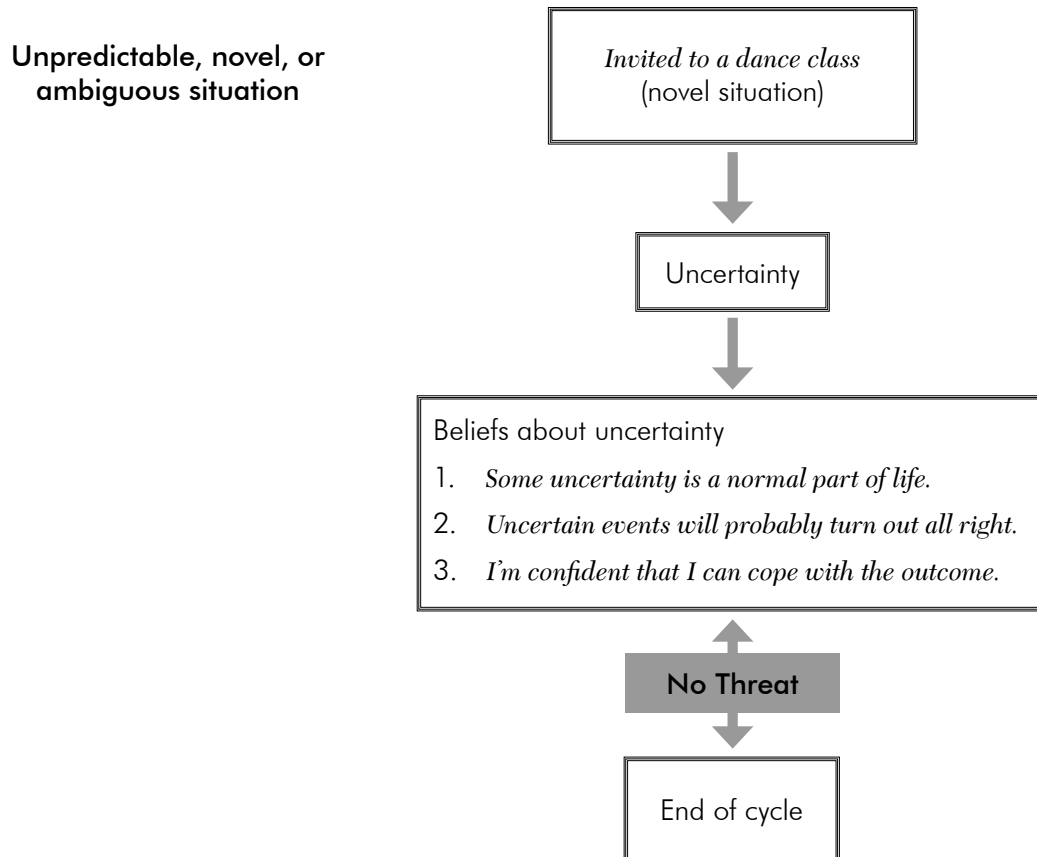 Unpredictable, novel, or
ambiguous situation
Invited to a dance class
(novel situation)
Uncertainty
Beliefs about uncertainty
1. Some uncertainty is a normal part of life.
2. Uncertain events will probably turn out all right.
3. I'm confident that I can cope with the outcome.
No Threat
End of cycle